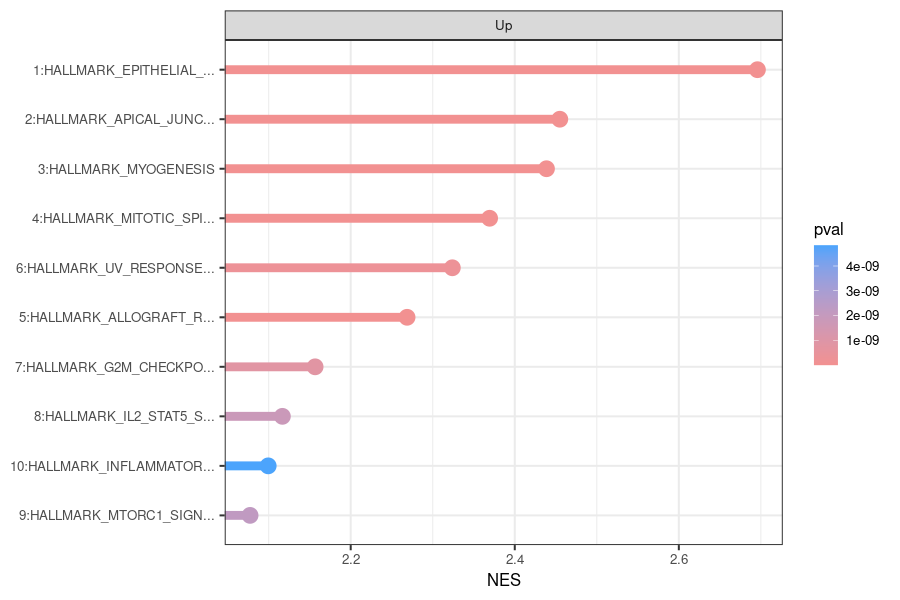 Up
1:HALLMARK_EPITHELIAL_...
2:HALLMARK_APICAL_JUNC...
3:HALLMARK_MYOGENESIS
4:HALLMARK_MITOTIC_SPI...
6:HALLMARK_UV_RESPONSE...
5:HALLMARK_ALLOGRAFT_R...
7:HALLMARK_G2M_CHECKPO...
8:HALLMARK_IL2_STAT5_S...
10:HALLMARK_INFLAMMATOR...
9:HALLMARK_MTORC1_SIGN...
2.2 2.4 2.6
NES
pval
4e-09
3e-09
2e-09
1e-09